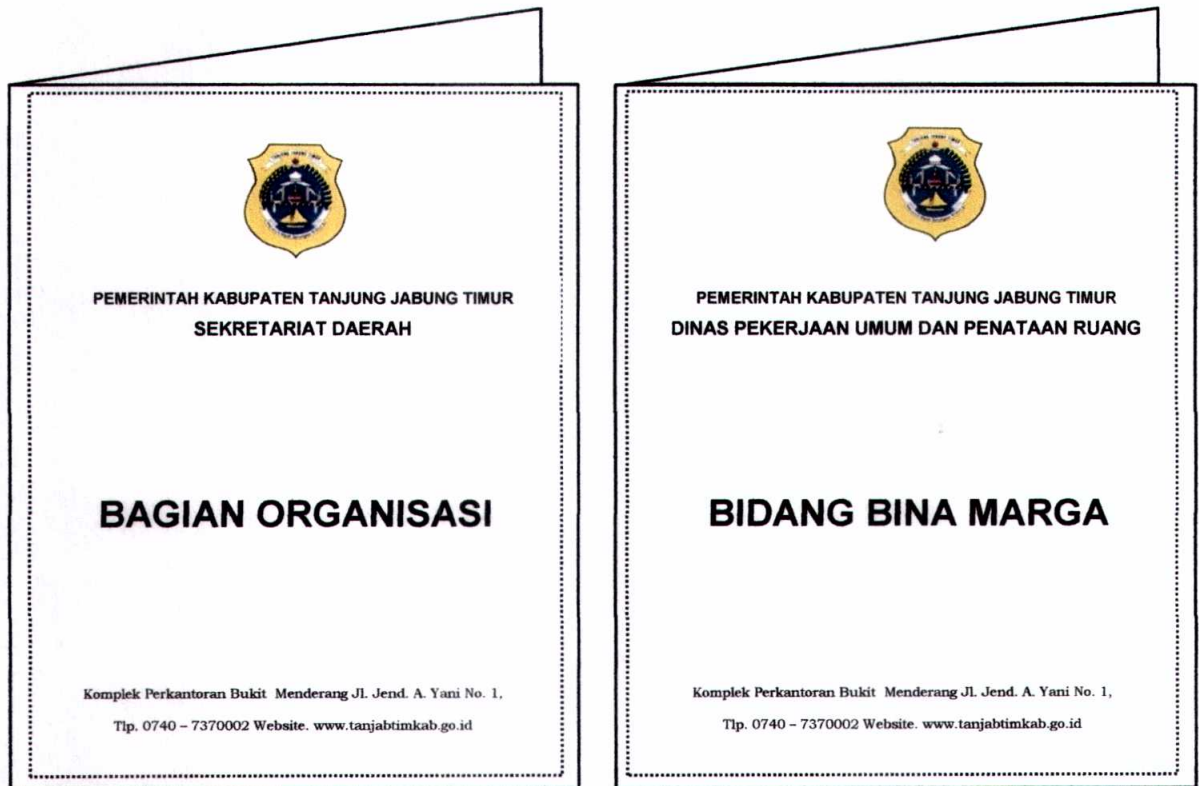 PEMERINTAH KABUPATEN TANJUNG JABUNG TIMUR
SEKRETARIAT DAERAH
BAGIAN ORGANISASI
Komplek Perkantoran Bukit Menderang Jl. Jend. A. Yani No. 1,
Tlp. 0740 – 7370002 Website. www.tanjabtimkab.go.id
PEMERINTAH KABUPATEN TANJUNG JABUNG TIMUR
DINAS PEKERJAAN UMUM DAN PENATAAN RUANG
BIDANG BINA MARGA
Komplek Perkantoran Bukit Menderang Jl. Jend. A. Yani No. 1,
Tlp. 0740 – 7370002 Website. www.tanjabtimkab.go.id